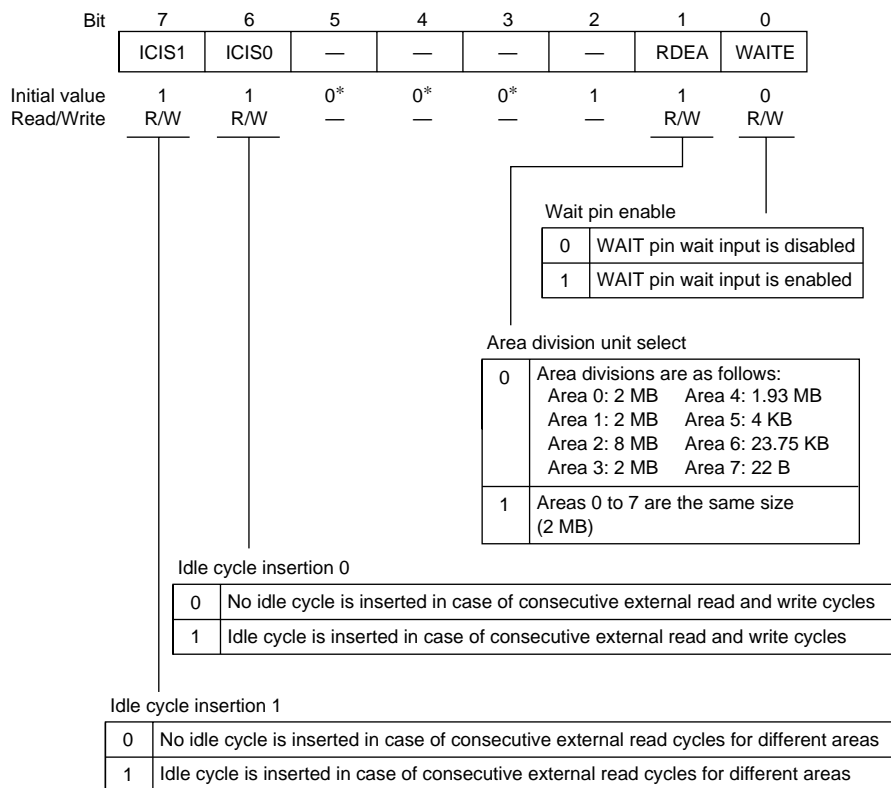 Bit 7 6 5 4 3 2 1 0
ICIS1 ICIS0 — — — — RDEA WAITE
Initial value 1 1 0* 0* 0* 1 1 0
Read/Write R/W R/W — — — — R/W R/W
Wait pin enable
0 WAIT pin wait input is disabled
1 WAIT pin wait input is enabled
Area division unit select
0 Area divisions are as follows:
Area 0: 2 MB Area 4: 1.93 MB
Area 1: 2 MB Area 5: 4 KB
Area 2: 8 MB Area 6: 23.75 KB
Area 3: 2 MB Area 7: 22 B
1 Areas 0 to 7 are the same size
(2 MB)
Idle cycle insertion 0
0 No idle cycle is inserted in case of consecutive external read and write cycles
1 Idle cycle is inserted in case of consecutive external read and write cycles
Idle cycle insertion 1
0 No idle cycle is inserted in case of consecutive external read cycles for different areas
1 Idle cycle is inserted in case of consecutive external read cycles for different areas